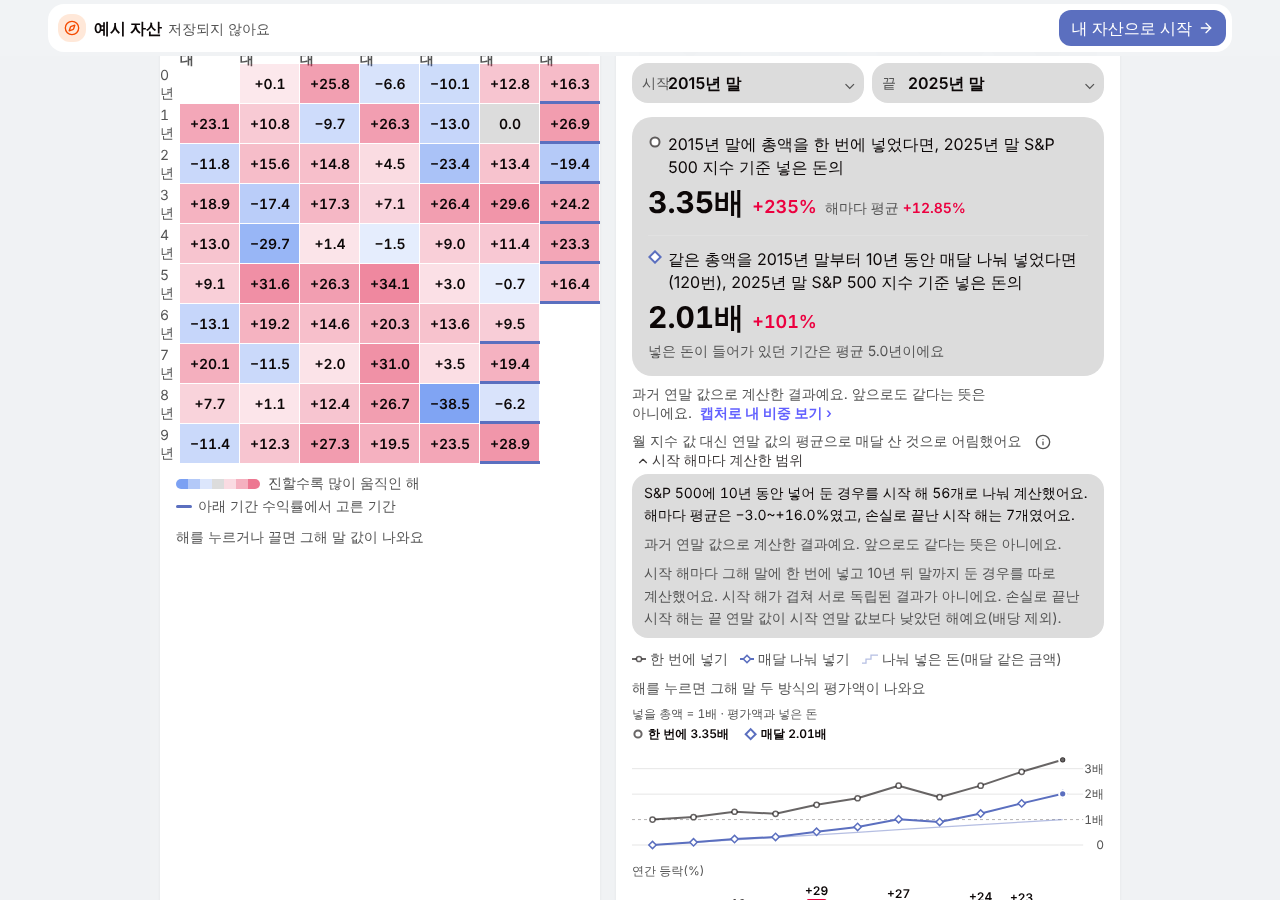 예시 자산 저장되지 않아요
내 자산으로 시작 →
대 대 대 대 대 대 대
0년 +0.1 +25.8 −6.6 −10.1 +12.8 +16.3
1년 +23.1 +10.8 −9.7 +26.3 −13.0 0.0 +26.9
2년 −11.8 +15.6 +14.8 +4.5 −23.4 +13.4 −19.4
3년 +18.9 −17.4 +17.3 +7.1 +26.4 +29.6 +24.2
4년 +13.0 −29.7 +1.4 −1.5 +9.0 +11.4 +23.3
5년 +9.1 +31.6 +26.3 +34.1 +3.0 −0.7 +16.4
6년 −13.1 +19.2 +14.6 +20.3 +13.6 +9.5
7년 +20.1 −11.5 +2.0 +31.0 +3.5 +19.4
8년 +7.7 +1.1 +12.4 +26.7 −38.5 −6.2
9년 −11.4 +12.3 +27.3 +19.5 +23.5 +28.9
진할수록 많이 움직인 해
아래 기간 수익률에서 고른 기간
해를 누르거나 끌면 그해 말 값이 나와요
시작 2015년 말 끝 2025년 말
2015년 말에 총액을 한 번에 넣었다면, 2025년 말 S&P
500 지수 기준 넣은 돈의
3.35배 +235% 해마다 평균 +12.85%
같은 총액을 2015년 말부터 10년 동안 매달 나눠 넣었다면
(120번), 2025년 말 S&P 500 지수 기준 넣은 돈의
2.01배 +101%
넣은 돈이 들어가 있던 기간은 평균 5.0년이에요
과거 연말 값으로 계산한 결과예요. 앞으로도 같다는 뜻은
아니에요. 캡처로 내 비중 보기 ›
월 지수 값 대신 연말 값의 평균으로 매달 산 것으로 어림했어요
시작 해마다 계산한 범위
S&P 500에 10년 동안 넣어 둔 경우를 시작 해 56개로 나눠 계산했어요.
해마다 평균은 −3.0~+16.0%였고, 손실로 끝난 시작 해는 7개였어요.
과거 연말 값으로 계산한 결과예요. 앞으로도 같다는 뜻은 아니에요.
시작 해마다 그해 말에 한 번에 넣고 10년 뒤 말까지 둔 경우를 따로
계산했어요. 시작 해가 겹쳐 서로 독립된 결과가 아니에요. 손실로 끝난
시작 해는 끝 연말 값이 시작 연말 값보다 낮았던 해예요(배당 제외).
한 번에 넣기 매달 나눠 넣기 나눠 넣은 돈(매달 같은 금액)
해를 누르면 그해 말 두 방식의 평가액이 나와요
넣을 총액 = 1배 · 평가액과 넣은 돈
한 번에 3.35배 매달 2.01배
3배
2배
1배
0
연간 등락(%)
+29 +27 +24 +23